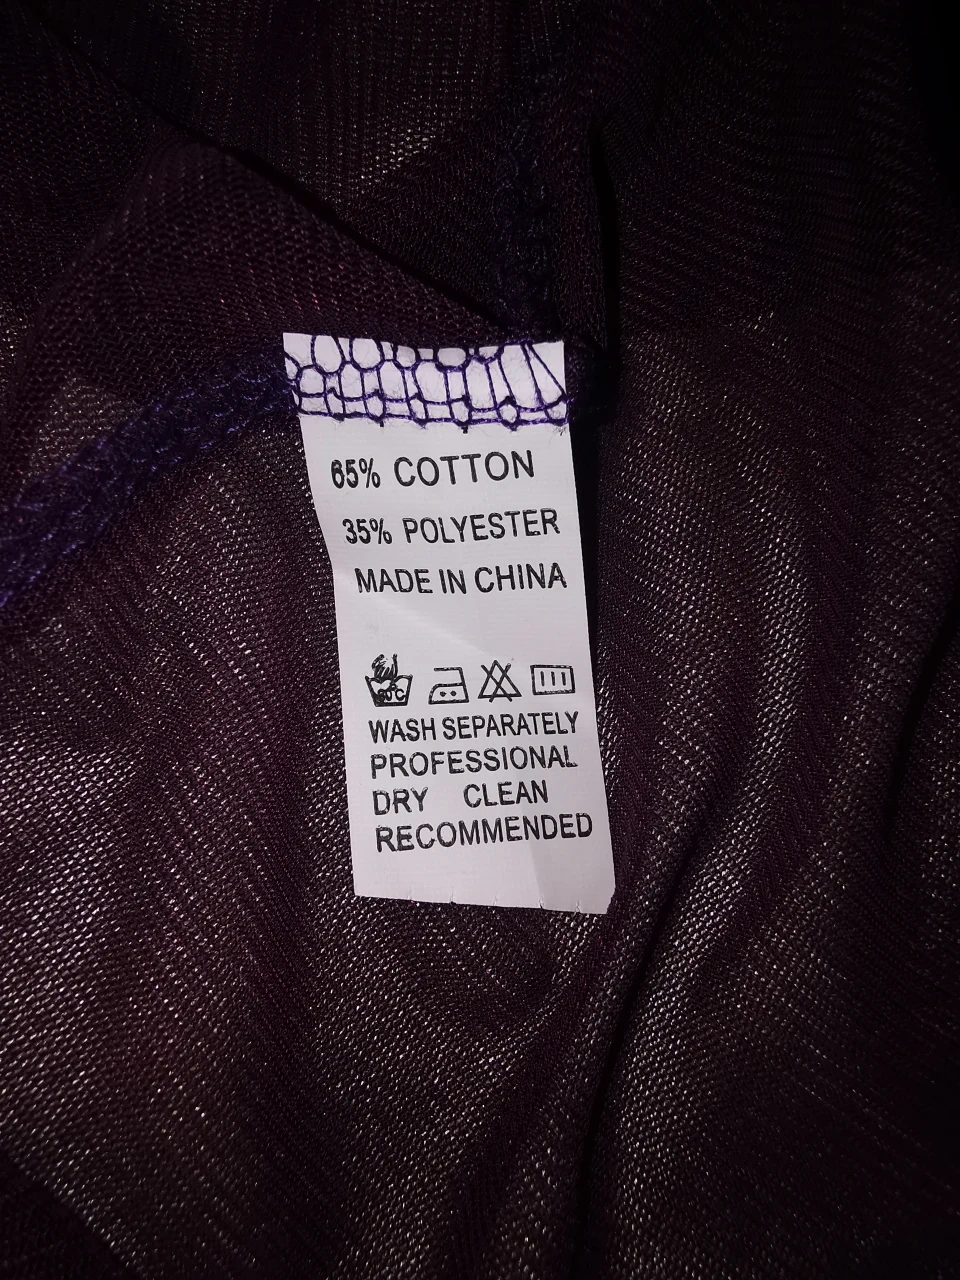 65% COTTON
35% POLYESTER
MADE IN CHINA
WASH SEPARATELY
PROFESSIONAL
DRY CLEAN
RECOMMENDED